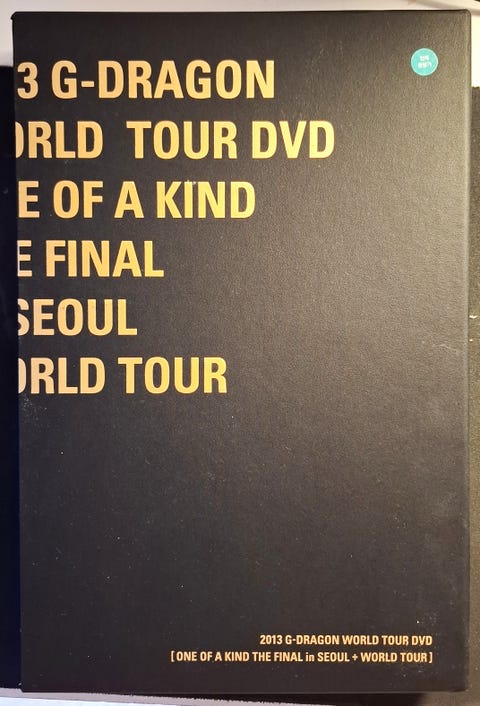 3 G-DRAGON
ORLD TOUR DVD
E OF A KIND
E FINAL
SEOUL
ORLD TOUR
2013 G-DRAGON WORLD TOUR DVD
[ ONE OF A KIND THE FINAL in SEOUL + WORLD TOUR ]